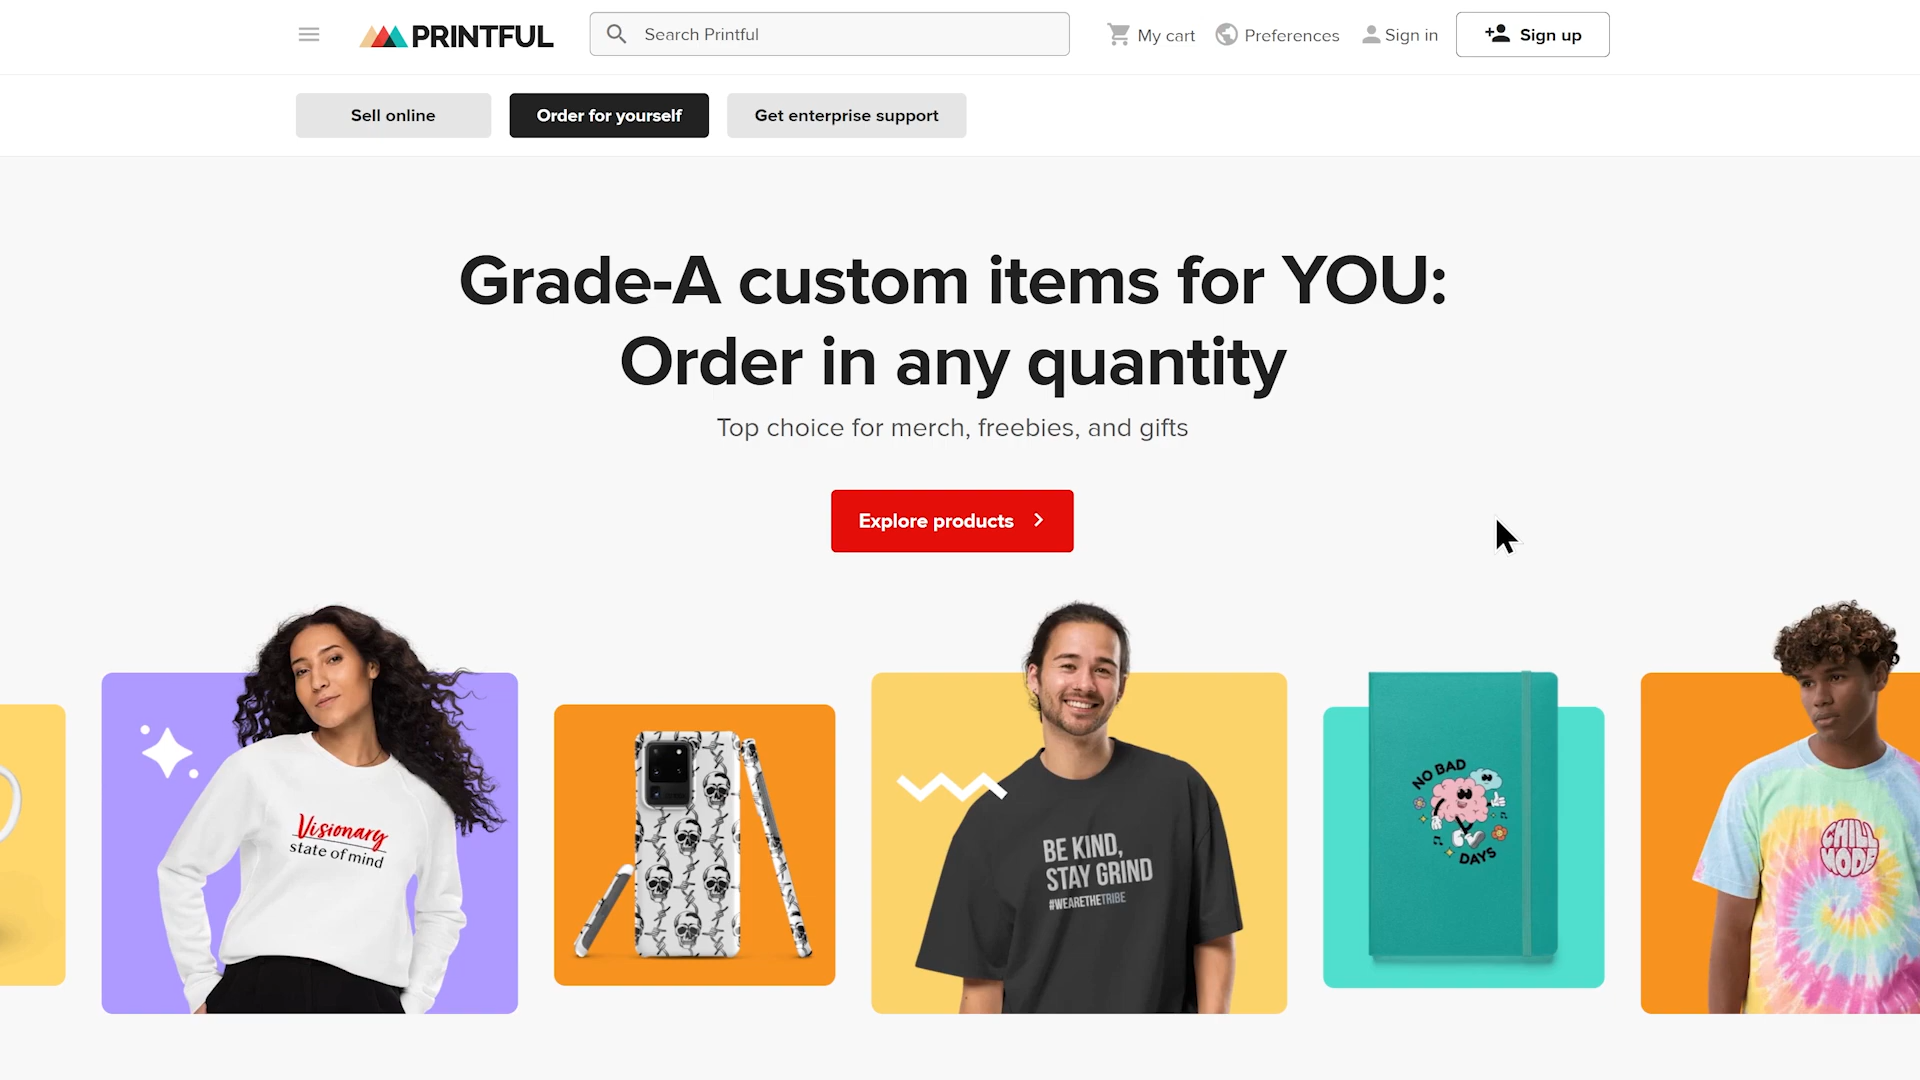 PRINTFUL
Search Printful
My cart
Preferences
Sign in
Sign up
Sell online
Order for yourself
Get enterprise support
Grade-A custom items for YOU:
Order in any quantity
Top choice for merch, freebies, and gifts
Explore products
Visionary
state of mind
BE KIND,
STAY GRIND
#WEARETHETRIBE
NO BAD
DAYS
CHILL
MODE